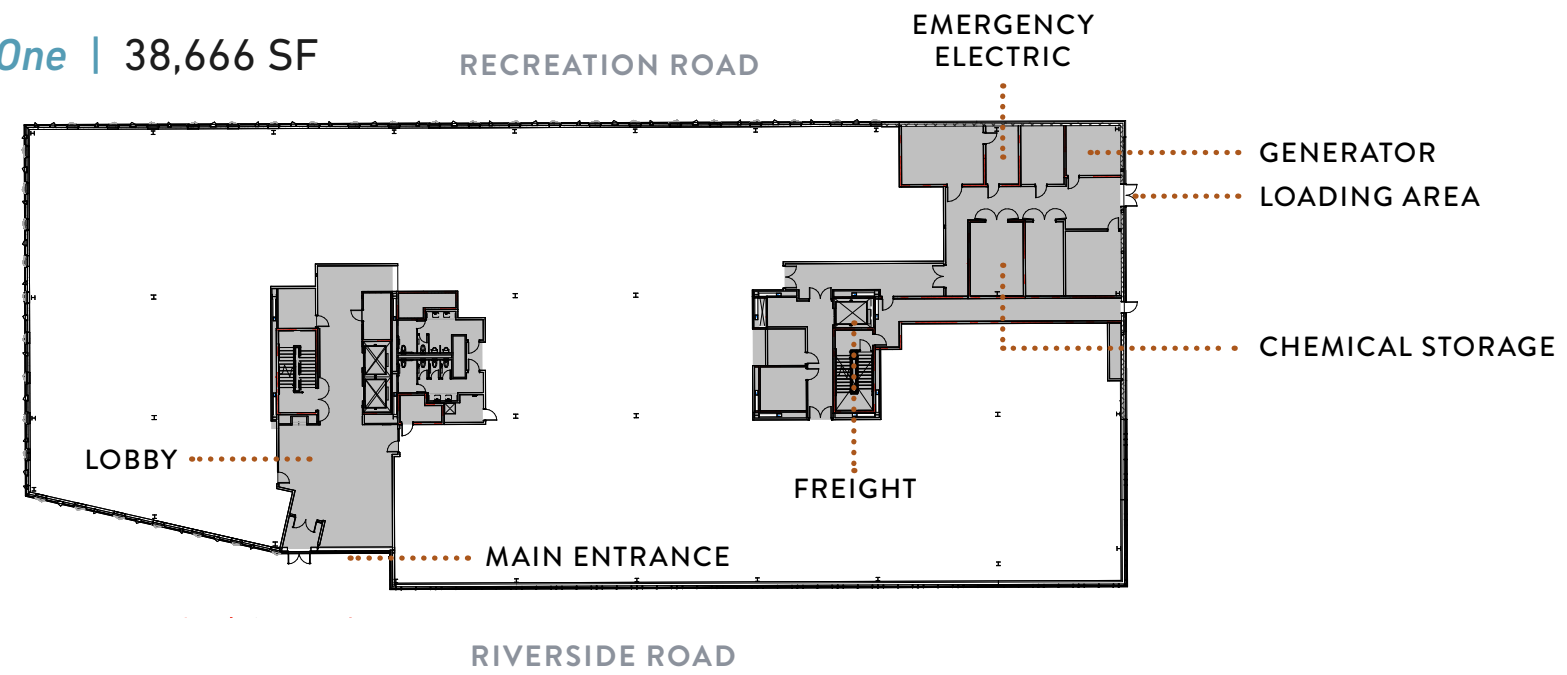 One | 38,666 SF
RECREATION ROAD
EMERGENCY
ELECTRIC
GENERATOR
LOADING AREA
CHEMICAL STORAGE
LOBBY
FREIGHT
MAIN ENTRANCE
RIVERSIDE ROAD